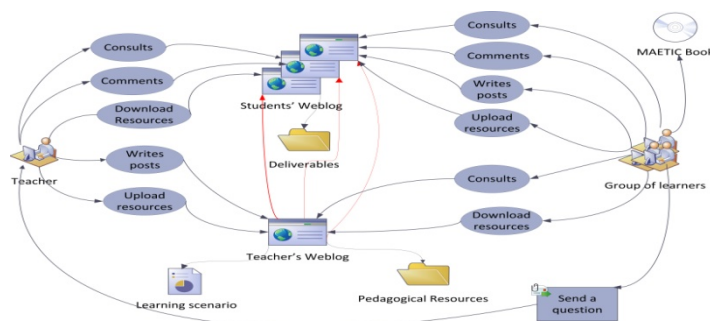 Consults
Comments
Download
Resources
Writes
posts
Upload
resources
Teacher
Students' Weblog
Deliverables
Teacher's Weblog
Learning scenario
Pedagogical Resources
Consults
Comments
Writes
posts
Upload
resources
Consults
Download
resources
MAETIC Book
Group of learners
Send a
question